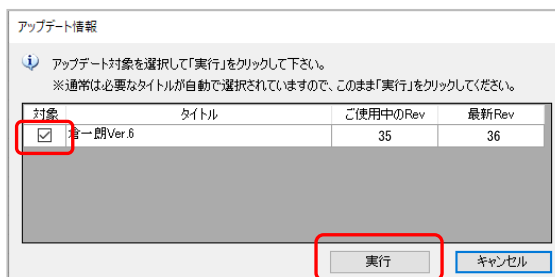 アップデート情報
アップデート対象を選択して「実行」をクリックして下さい。
※通常は必要なタイトルが自動で選択されていますので、このまま「実行」をクリックしてください。
対象 タイトル ご使用中のRev 最新Rev
倉一朗Ver.6 35 36
実行 キャンセル